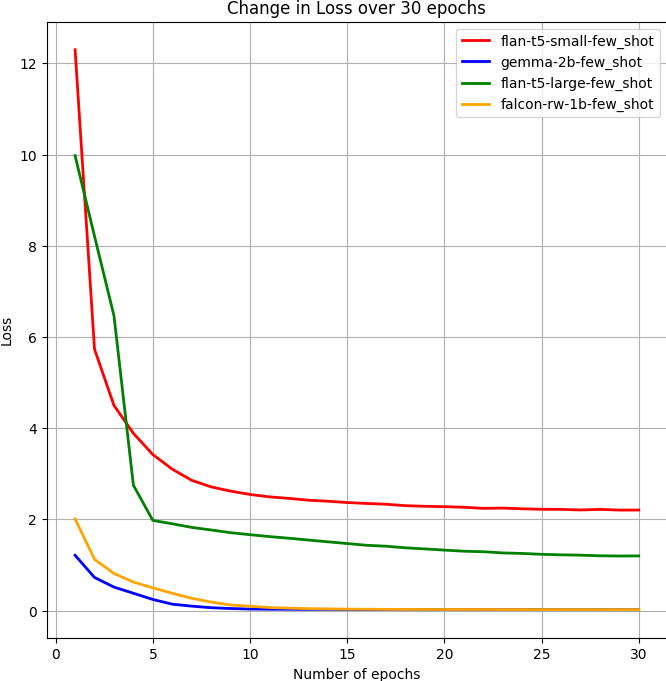 Change in Loss over 30 epochs
flan-t5-small-few_shot
gemma-2b-few_shot
flan-t5-large-few_shot
falcon-rw-1b-few_shot
12
10
8
6
4
2
0
Loss
0 5 10 15 20 25 30
Number of epochs